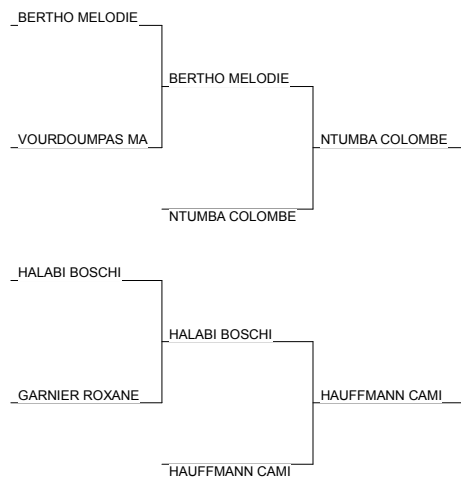 BERTHO MELODIE
BERTHO MELODIE
VOURDOUMPAS MA
NTUMBA COLOMBE
NTUMBA COLOMBE
HALABI BOSCHI
HALABI BOSCHI
GARNIER ROXANE
HAUFFMANN CAMI
HAUFFMANN CAMI